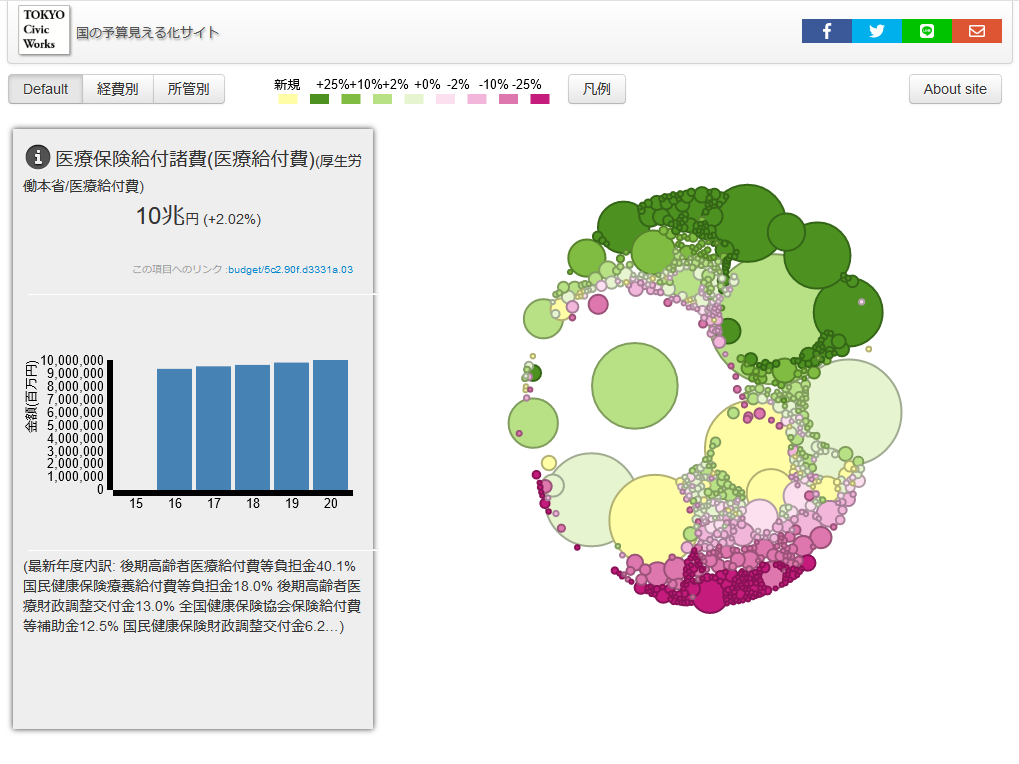 TOKYO
Civic
Works
国の予算見える化サイト
Default 経費別 所管別
新規 +25% +10% +2% +0% -2% -10% -25%
凡例
About site
医療保険給付諸費(医療給付費)(厚生労
働本省/医療給付費)
10兆円 (+2.02%)
この項目へのリンク :budget/5c2.90f.d3331a.03
金額(百万円)
10,000,000
9,000,000
8,000,000
7,000,000
6,000,000
5,000,000
4,000,000
3,000,000
2,000,000
1,000,000
0
15 16 17 18 19 20
(最新年度内訳: 後期高齢者医療給付費等負担金40.1%
国民健康保険療養給付費等負担金18.0% 後期高齢者医
療財政調整交付金13.0% 全国健康保険協会保険給付費
等補助金12.5% 国民健康保険財政調整交付金6.2...)